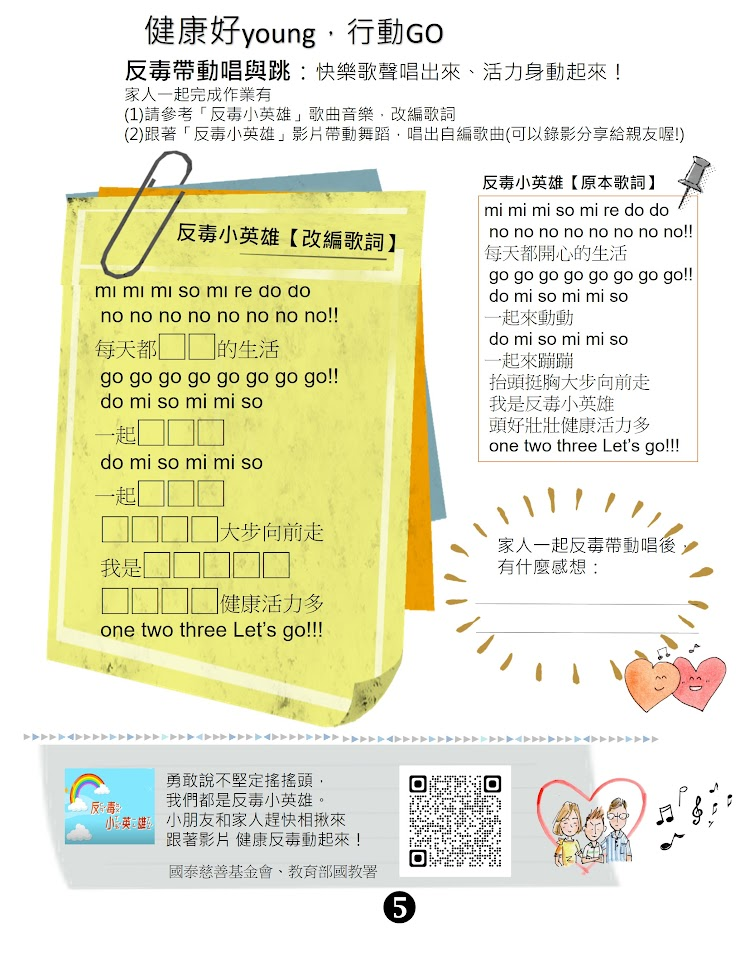 健康好young，行動GO
反毒帶動唱與跳：快樂歌聲唱出來、活力身動起來！
家人一起完成作業有
(1)請參考「反毒小英雄」歌曲音樂，改編歌詞
(2)跟著「反毒小英雄」影片帶動舞蹈，唱出自編歌曲(可以錄影分享給親友喔!)
反毒小英雄【改編歌詞】
mi mi mi so mi re do do
no no no no no no no no!!
每天都□□的生活
go go go go go go go go!!
do mi so mi mi so
一起□□□
do mi so mi mi so
一起□□□
□□□□大步向前走
我是□□□□□
□□□□健康活力多
one two three Let’s go!!!
反毒小英雄【原本歌詞】
mi mi mi so mi re do do
no no no no no no no no!!
每天都開心的生活
go go go go go go go go!!
do mi so mi mi so
一起來動動
do mi so mi mi so
一起來蹦蹦
抬頭挺胸大步向前走
我是反毒小英雄
頭好壯壯健康活力多
one two three Let’s go!!!
家人一起反毒帶動唱後，
有什麼感想：
反毒
小英雄
勇敢說不堅定搖搖頭，
我們都是反毒小英雄。
小朋友和家人趕快相揪來
跟著影片 健康反毒動起來！
國泰慈善基金會、教育部國教署
5